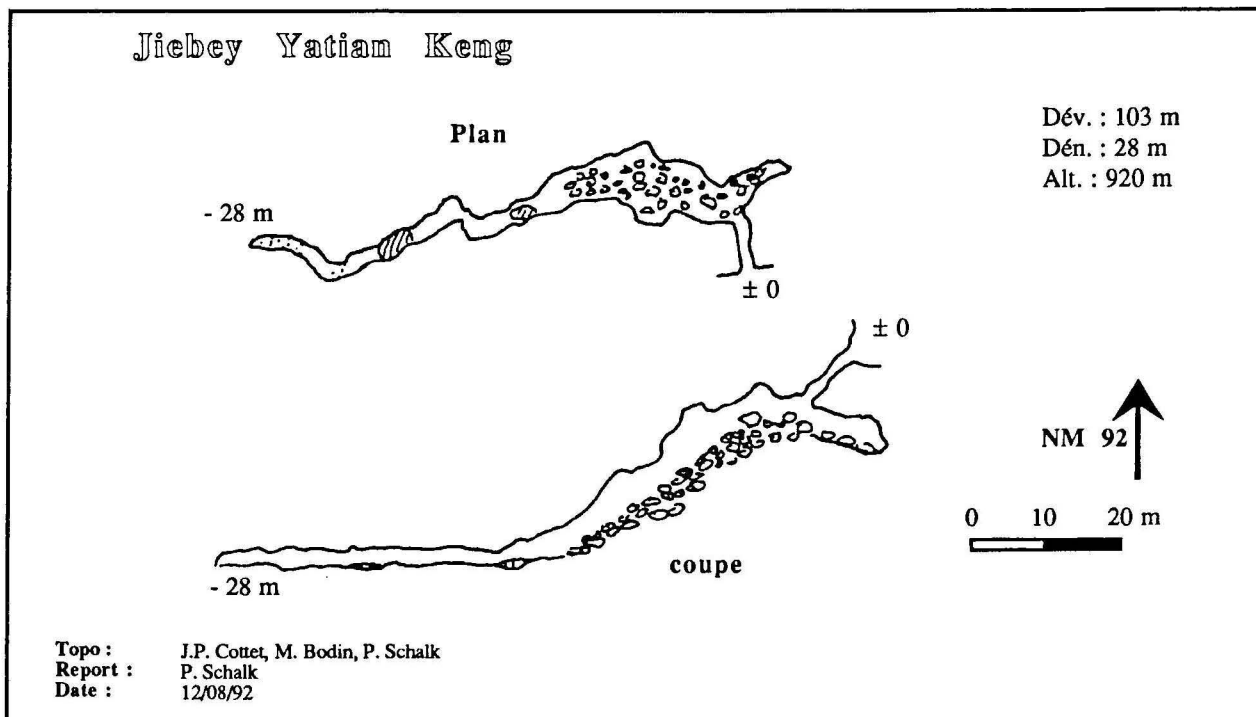 Jiebey Yatian Keng
Plan
Dév. : 103 m
Dén. : 28 m
Alt. : 920 m
- 28 m
± 0
± 0
NM 92
0 10 20 m
coupe
- 28 m
Topo : J.P. Cottet, M. Bodin, P. Schalk
Report : P. Schalk
Date : 12/08/92